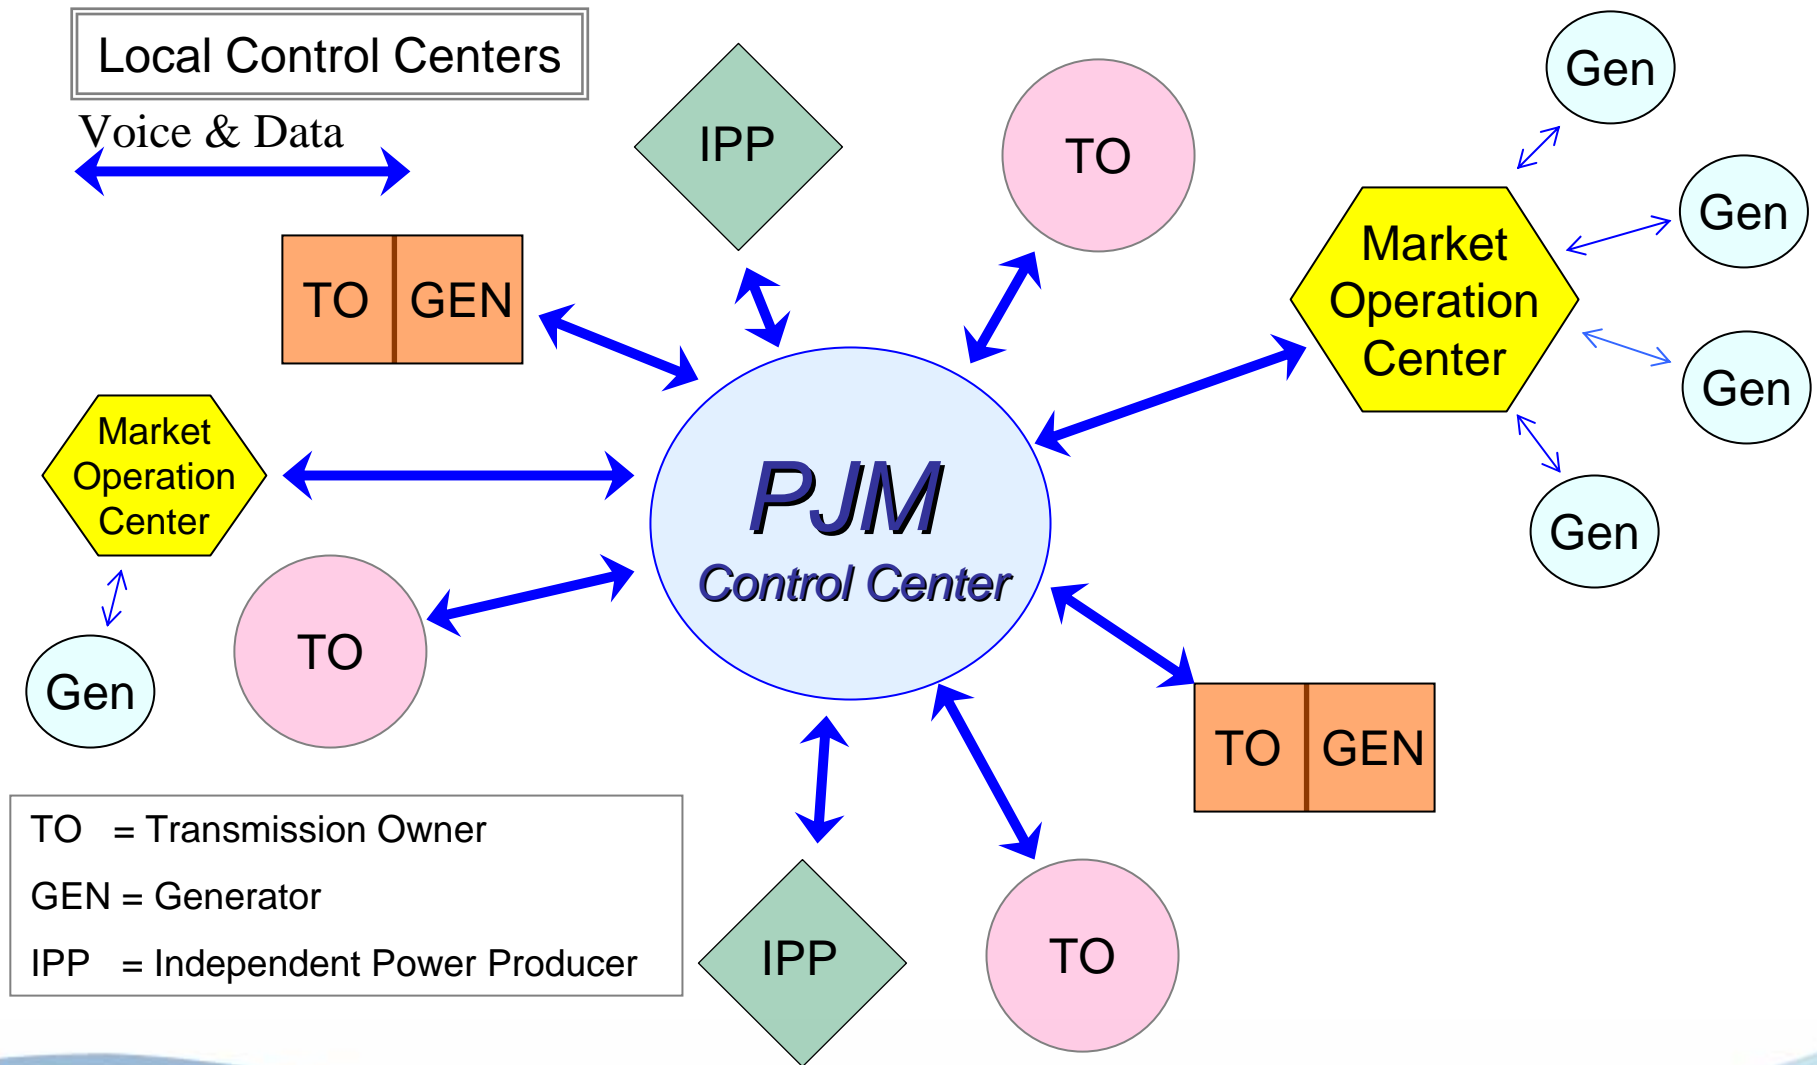 Local Control Centers
Voice & Data
IPP
TO
Gen
Gen
Market
Operation
Center
TO GEN
Gen
Market
Operation
Center
PJM
Control Center
Gen
TO
Gen
TO GEN
TO = Transmission Owner
GEN = Generator
IPP = Independent Power Producer
IPP
TO